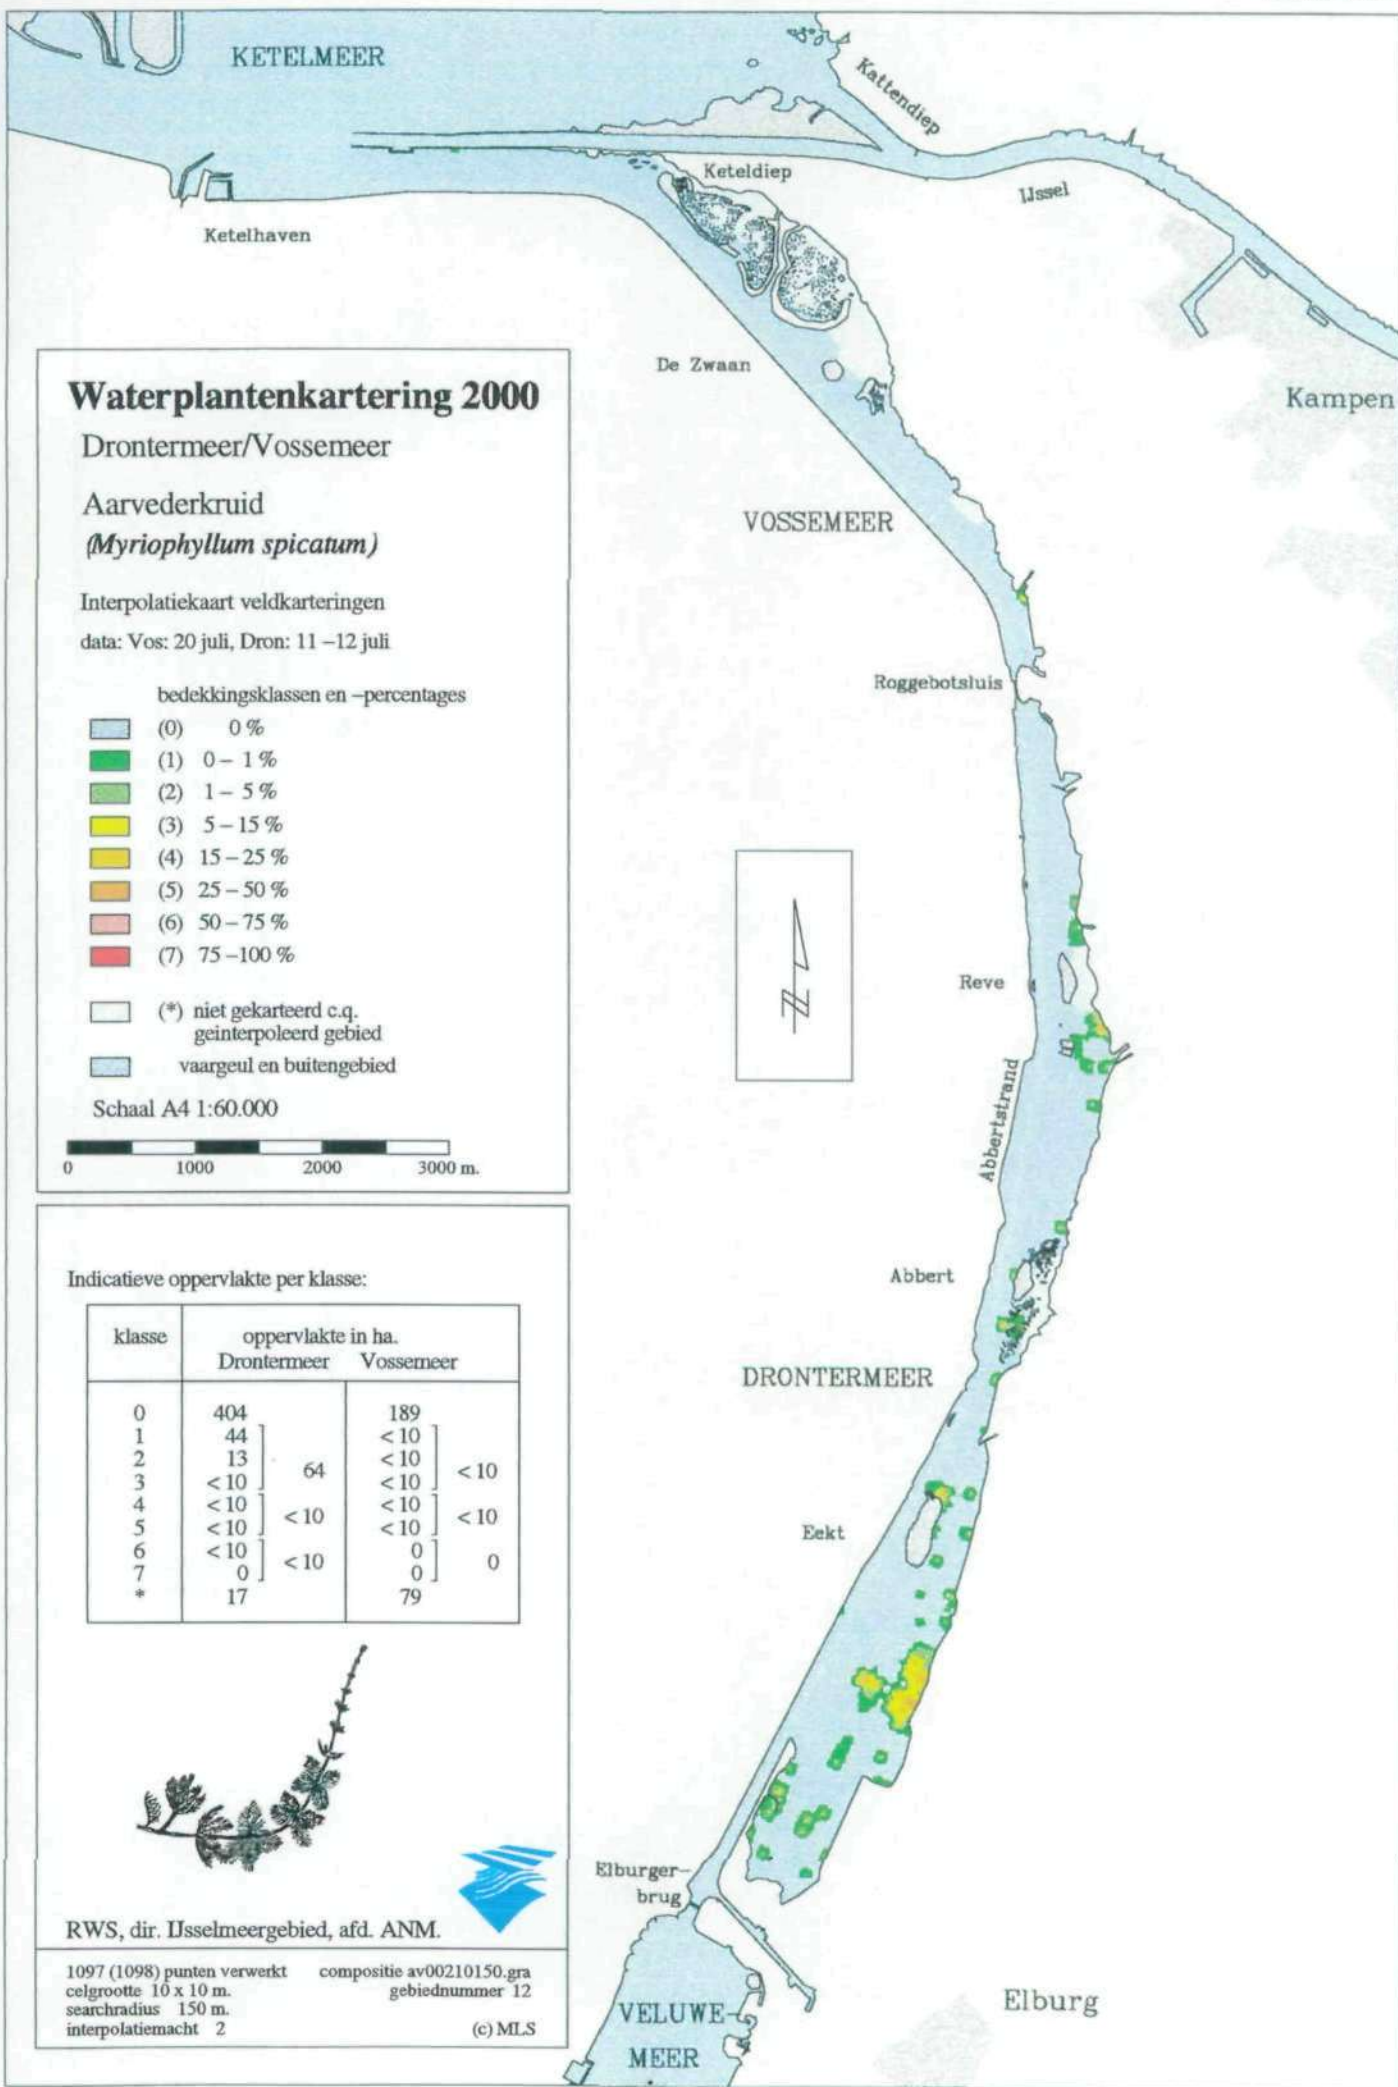 KETELMEER
Kattendiep
Keteldiep
IJssel
Ketelhaven
De Zwaan
Kampen
Waterplantenkartering 2000
Drontermeer/Vossemeer
Aarvederkruid
(Myriophyllum spicatum)
Interpolatiekaart veldkarteringen
data: Vos: 20 juli, Dron: 11 –12 juli
bedekkingsklassen en –percentages
(0) 0 %
(1) 0 – 1 %
(2) 1 – 5 %
(3) 5 – 15 %
(4) 15 – 25 %
(5) 25 – 50 %
(6) 50 – 75 %
(7) 75 –100 %
(*) niet gekarteerd c.q.
geinterpoleerd gebied
vaargeul en buitengebied
Schaal A4 1:60.000
0 1000 2000 3000 m.
VOSSEMEER
Roggebotsluis
Reve
Abbertstrand
Abbert
DRONTERMEER
Eekt
Elburger–
brug
Elburg
VELUWE–
MEER
Indicatieve oppervlakte per klasse:
klasse oppervlakte in ha.
Drontermeer Vossemeer
0 404 189
1 44 ] < 10 ]
2 13 64 < 10 < 10
3 < 10 ] < 10 ]
4 < 10 ] < 10 < 10 ] < 10
5 < 10 ] < 10 ]
6 < 10 ] < 10 0 ] 0
7 0 ] 0 ]
* 17 79
RWS, dir. IJsselmeergebied, afd. ANM.
1097 (1098) punten verwerkt compositie av00210150.gra
celgrootte 10 x 10 m. gebiednummer 12
searchradius 150 m.
interpolatiemacht 2 (c) MLS